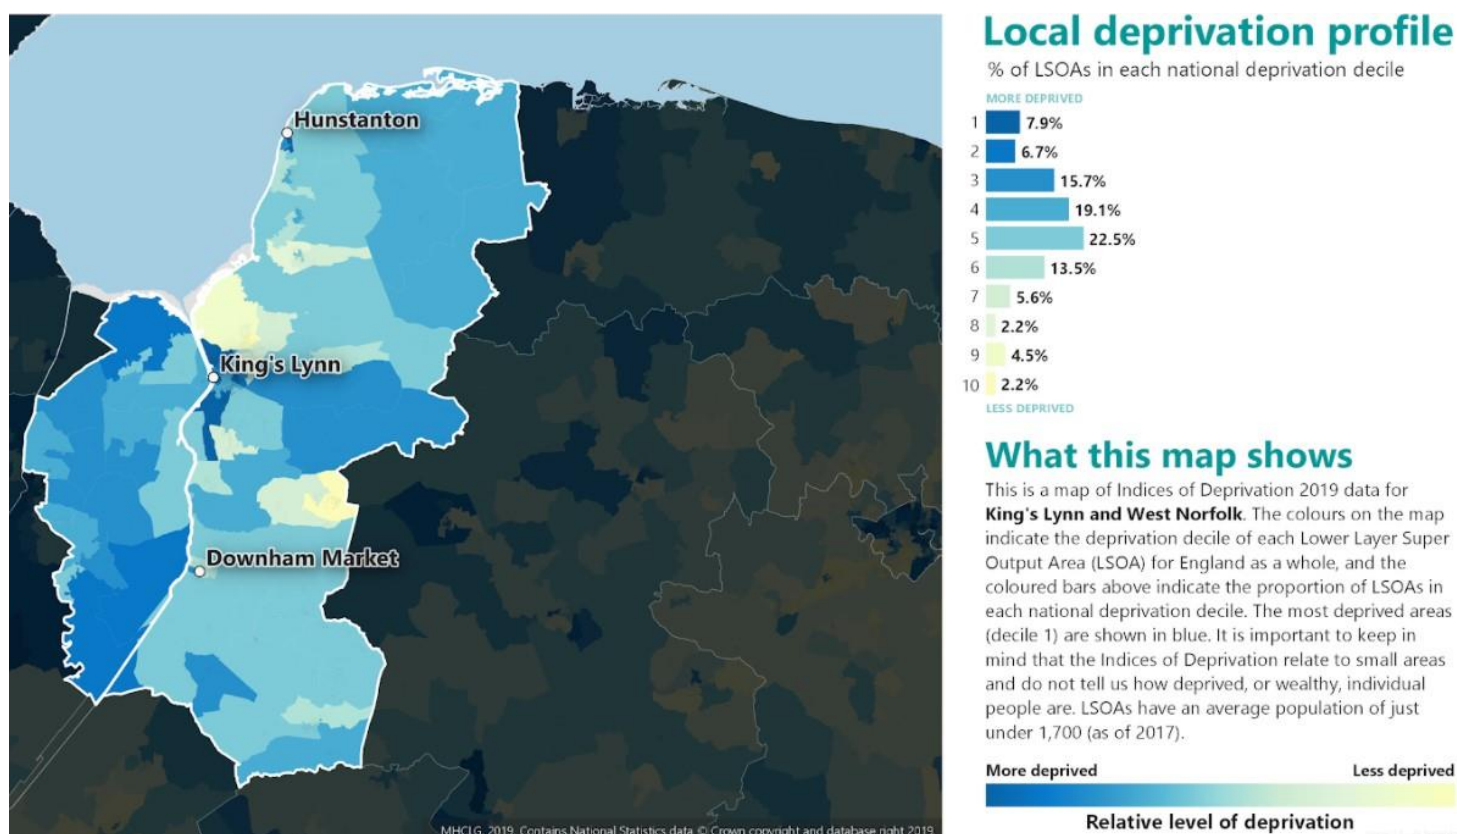 Hunstanton
King's Lynn
Downham Market
MHCLG, 2019. Contains National Statistics data © Crown copyright and database right 2019
Local deprivation profile
% of LSOAs in each national deprivation decile
MORE DEPRIVED
1 7.9%
2 6.7%
3 15.7%
4 19.1%
5 22.5%
6 13.5%
7 5.6%
8 2.2%
9 4.5%
10 2.2%
LESS DEPRIVED
What this map shows
This is a map of Indices of Deprivation 2019 data for
King's Lynn and West Norfolk. The colours on the map
indicate the deprivation decile of each Lower Layer Super
Output Area (LSOA) for England as a whole, and the
coloured bars above indicate the proportion of LSOAs in
each national deprivation decile. The most deprived areas
(decile 1) are shown in blue. It is important to keep in
mind that the Indices of Deprivation relate to small areas
and do not tell us how deprived, or wealthy, individual
people are. LSOAs have an average population of just
under 1,700 (as of 2017).
More deprived Less deprived
Relative level of deprivation